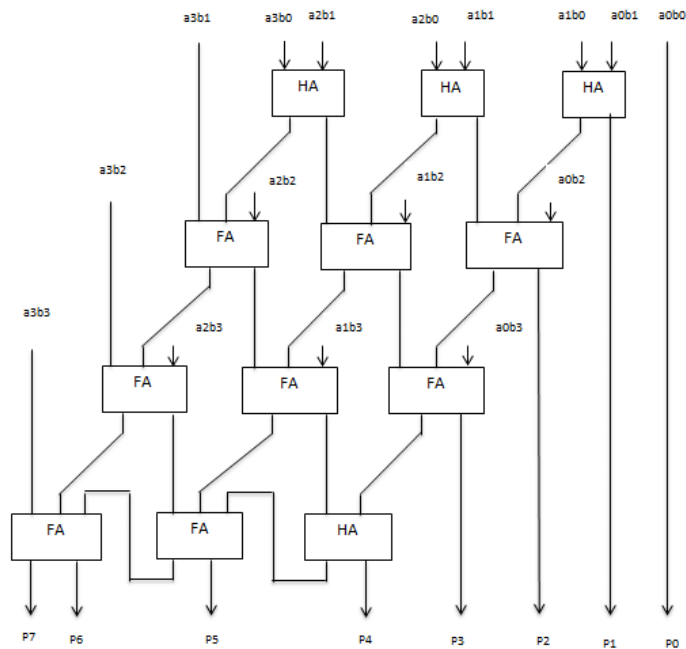 a3b1 a3b0 a2b1 a2b0 a1b1 a1b0 a0b1 a0b0
HA HA HA
a3b2 a2b2 a1b2 a0b2
FA FA FA
a3b3 a2b3 a1b3 a0b3
FA FA FA
FA FA HA
P7 P6 P5 P4 P3 P2 P1 P0